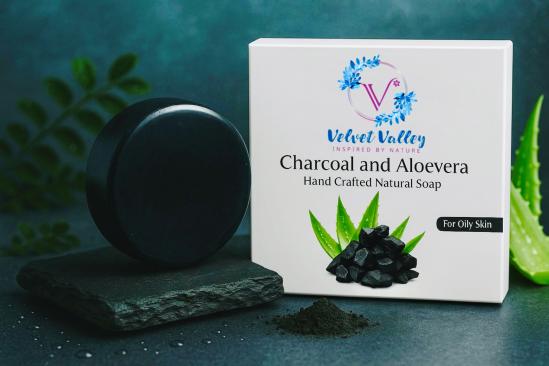 V
Velvet Valley
INSPIRED BY NATURE
Charcoal and Aloevera
Hand Crafted Natural Soap
For Oily Skin